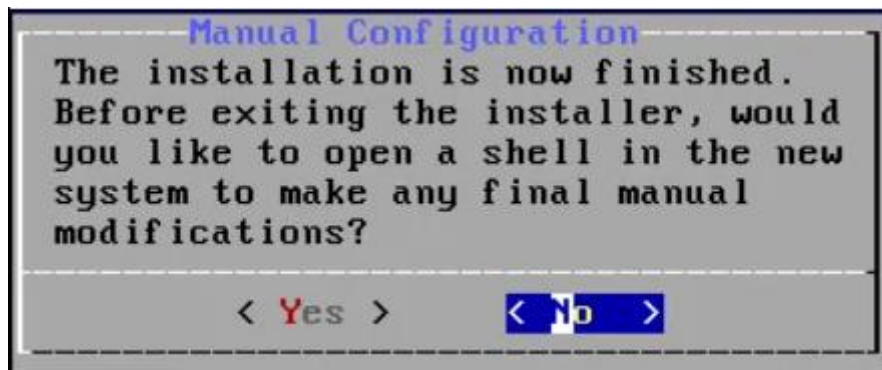 Manual Configuration
The installation is now finished.
Before exiting the installer, would
you like to open a shell in the new
system to make any final manual
modifications?
< Yes > < No >